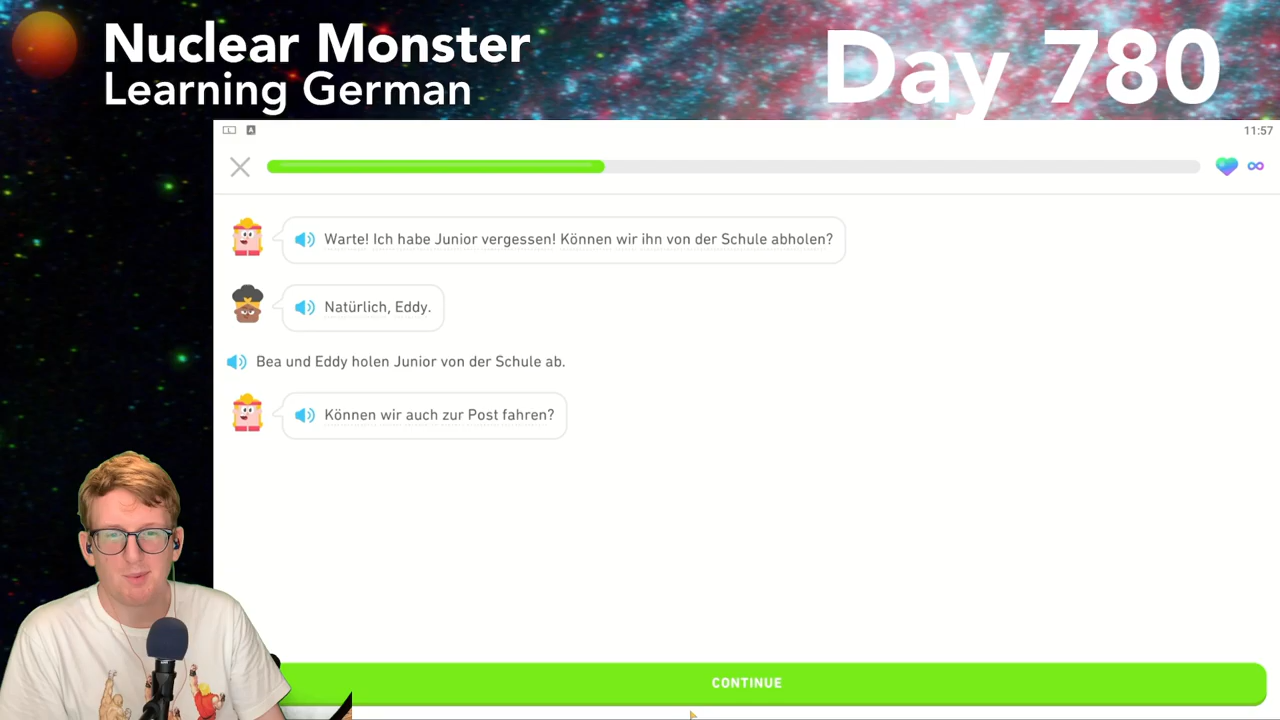 Nuclear Monster
Learning German
Day 780
11:57
Warte! Ich habe Junior vergessen! Können wir ihn von der Schule abholen?
Natürlich, Eddy.
Bea und Eddy holen Junior von der Schule ab.
Können wir auch zur Post fahren?
CONTINUE